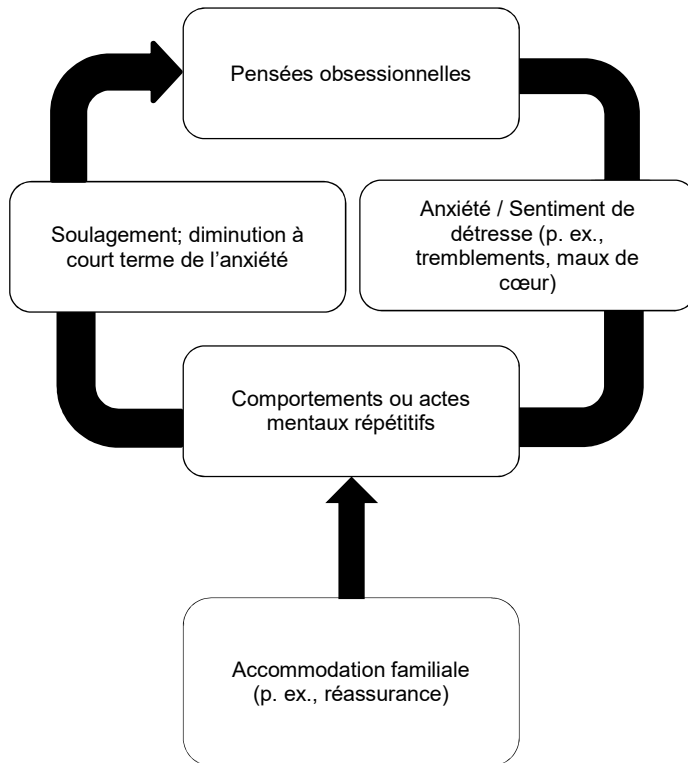 Pensées obsessionnelles
Soulagement; diminution à
court terme de l’anxiété
Anxiété / Sentiment de
détresse (p. ex.,
tremblements, maux de
cœur)
Comportements ou actes
mentaux répétitifs
Accommodation familiale
(p. ex., réassurance)